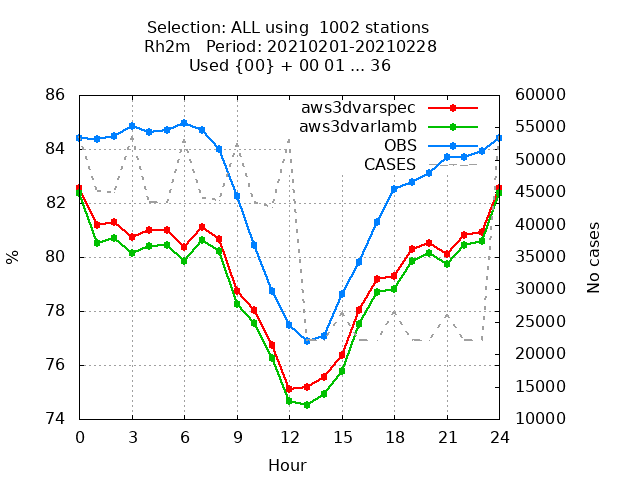 Selection: ALL using  1002 stations
Rh2m   Period: 20210201-20210228
Used {00} + 00 01 ... 36
86
84
82
80
78
76
74
%
60000
55000
50000
45000
40000
35000
30000
25000
20000
15000
10000
No cases
aws3dvarspec
aws3dvarlamb
OBS
CASES
0 3 6 9 12 15 18 21 24
Hour